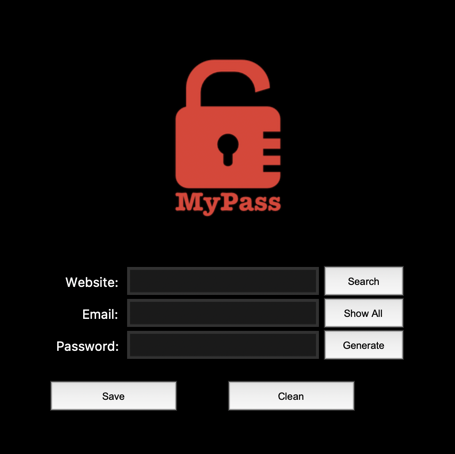 MyPass
Website: Search
Email: Show All
Password: Generate
Save Clean